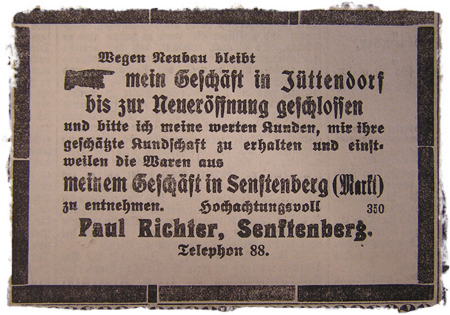 Wegen Neubau bleibt
mein Geschäft in Jüttendorf
bis zur Neueröffnung geschlossen
und bitte ich meine werten Kunden, mir ihre
geschätzte Kundschaft zu erhalten und einst-
weilen die Waren aus
meinem Geschäft in Senftenberg (Markt)
zu entnehmen. Hochachtungsvoll 350
Paul Richter, Senftenberg.
Telephon 88.